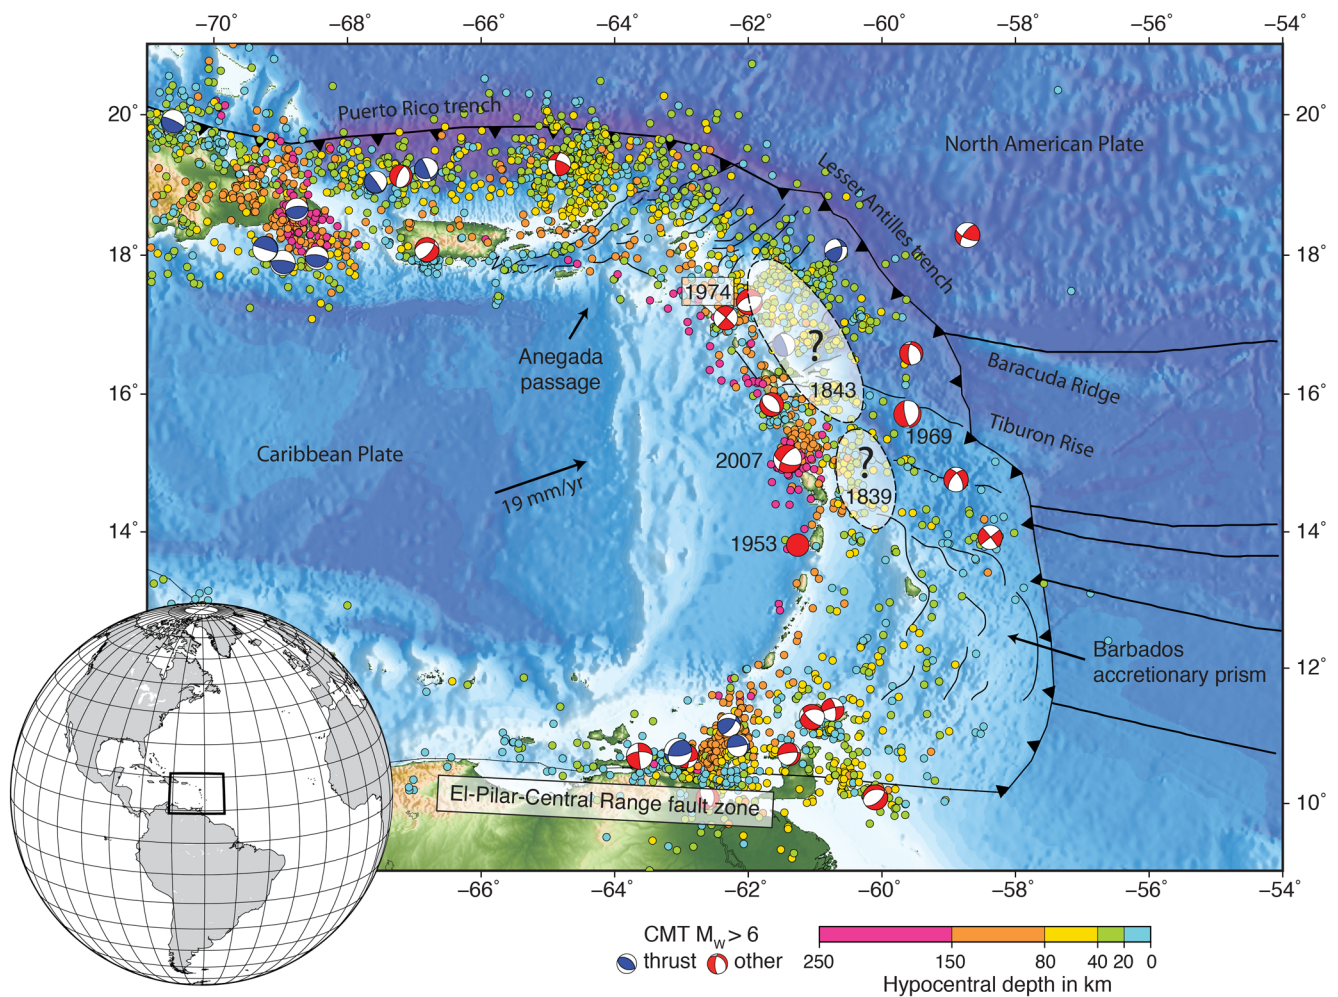 −70° −68° −66° −64° −62° −60° −58° −56° −54°
20° 20°
Puerto Rico trench
North American Plate
Lesser Antilles trench
18° 18°
1974
?
Anegada
passage
Baracuda Ridge
16° 16°
1843
Tiburon Rise
1969
Caribbean Plate
2007
?
19 mm/yr
1839
14° 14°
1953
Barbados
accretionary prism
12° 12°
El-Pilar-Central Range fault zone
10° 10°
−66° −64° −62° −60° −58° −56° −54°
CMT Mw > 6
thrust other
250 150 80 40 20 0
Hypocentral depth in km